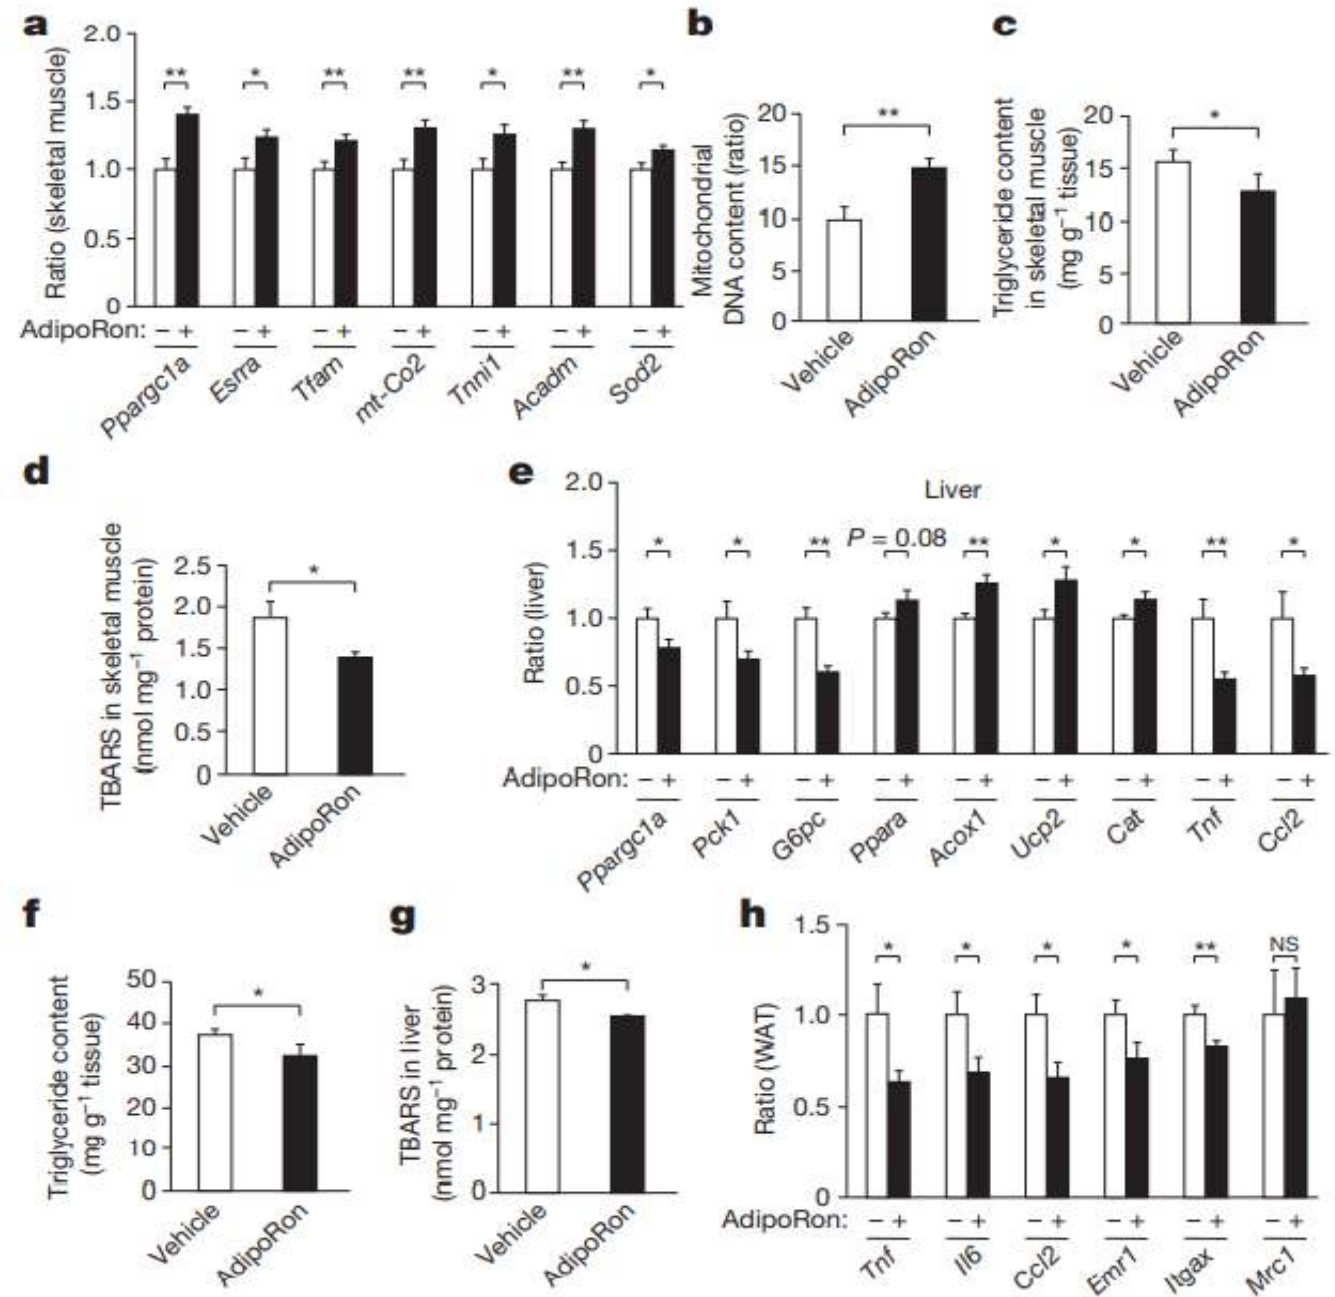 a
Ratio (skeletal muscle)
2.0
1.5
1.0
0.5
0
** * ** ** * ** *
AdipoRon: – + – + – + – + – + – + – +
Ppargc1a Esrra Tfam mt-Co2 Tnni1 Acadm Sod2
b
Mitochondrial
DNA content (ratio)
20
15
10
5
0
**
Vehicle AdipoRon
c
Triglyceride content
in skeletal muscle
(mg g⁻¹ tissue)
20
15
10
5
0
*
Vehicle AdipoRon
d
TBARS in skeletal muscle
(nmol mg⁻¹ protein)
2.5
2.0
1.5
1.0
0.5
0
*
Vehicle AdipoRon
e
Liver
Ratio (liver)
2.0
1.5
1.0
0.5
0
* * ** P = 0.08 ** * * ** *
AdipoRon: – + – + – + – + – + – + – + – + – +
Ppargc1a Pck1 G6pc Ppara Acox1 Ucp2 Cat Tnf Ccl2
f
Triglyceride content
(mg g⁻¹ tissue)
50
40
30
20
10
0
*
Vehicle AdipoRon
g
TBARS in liver
(nmol mg⁻¹ protein)
3
2
1
0
*
Vehicle AdipoRon
h
Ratio (WAT)
1.5
1.0
0.5
0
* * * * ** NS
AdipoRon: – + – + – + – + – + – +
Tnf Il6 Ccl2 Emr1 Itgax Mrc1